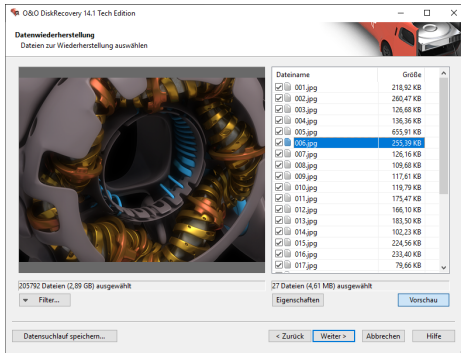 O&O DiskRecovery 14.1 Tech Edition
Datenwiederherstellung
Dateien zur Wiederherstellung auswählen
Dateiname Größe
001.jpg 218,92 KB
002.jpg 260,47 KB
003.jpg 126,68 KB
004.jpg 136,36 KB
005.jpg 655,91 KB
006.jpg 255,39 KB
007.jpg 126,16 KB
008.jpg 109,68 KB
009.jpg 117,61 KB
010.jpg 119,79 KB
011.jpg 175,47 KB
012.jpg 166,10 KB
013.jpg 183,50 KB
014.jpg 102,23 KB
015.jpg 224,56 KB
016.jpg 233,40 KB
017.jpg 79,66 KB
205792 Dateien (2,89 GB) ausgewählt
27 Dateien (4,61 MB) ausgewählt
Filter...
Eigenschaften
Vorschau
Datensuchlauf speichern...
< Zurück
Weiter >
Abbrechen
Hilfe